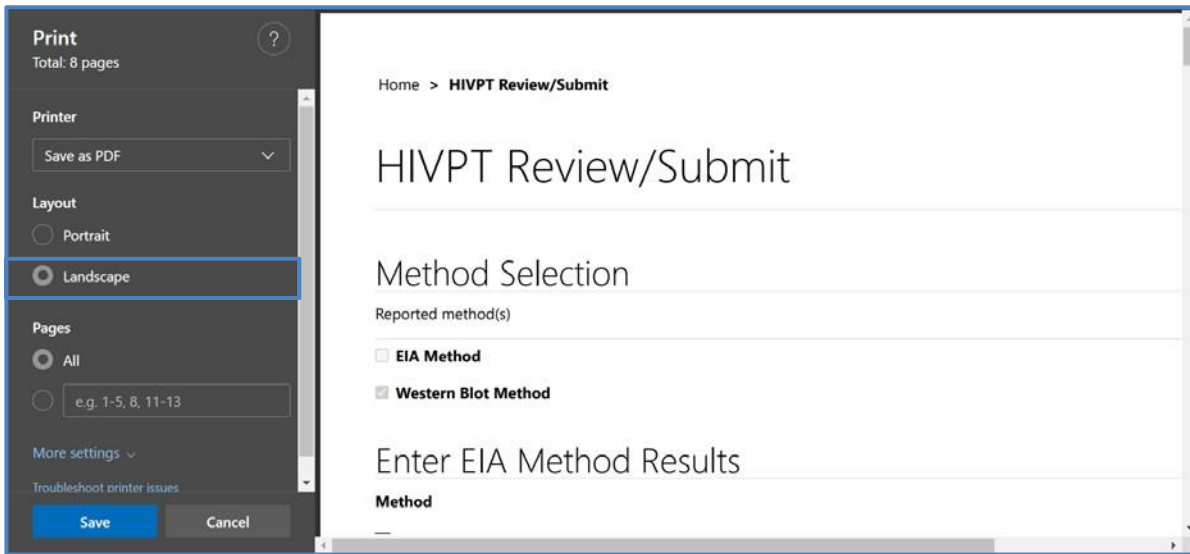 Print
?
Total: 8 pages
Printer
Save as PDF
Layout
Portrait
Landscape
Pages
All
e.g. 1-5, 8, 11-13
More settings
Troubleshoot printer issues
Save Cancel
Home > HIVPT Review/Submit
HIVPT Review/Submit
Method Selection
Reported method(s)
EIA Method
Western Blot Method
Enter EIA Method Results
Method